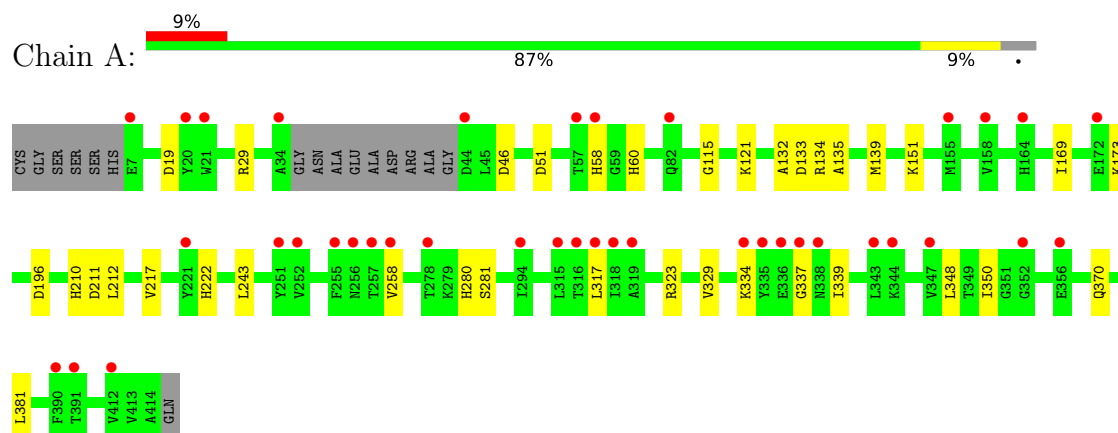 9%
Chain A:
87% 9% •
CYS GLY SER SER SER HIS E7 D19 Y20 W21 R29 A34 GLY ASN ALA GLU ALA ASP ARG ALA GLY D44 L45 D46 D51 T57 H58 G59 H60 Q82 G115 K121 A132 D133 R134 A135 M139 K151 M155 V158 H164 I169 E172 K173
D196 H210 D211 L212 V217 Y221 H222 L243 Y251 V252 F255 N256 T257 V258 T278 K279 H280 S281 I294 L315 T316 L317 I318 A319 R323 V329 K334 Y335 E336 G337 N338 I339 L343 K344 V347 L348 T349 I350 G351 G352 E356 Q370
L381 F390 T391 V412 V413 A414 GLN